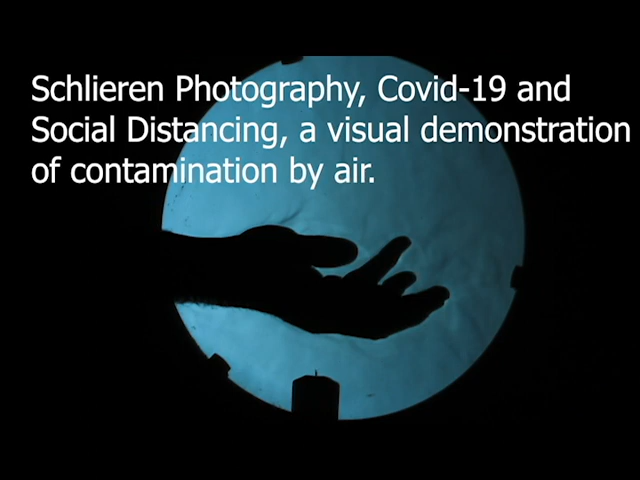 Schlieren Photography, Covid-19 and
Social Distancing, a visual demonstration
of contamination by air.